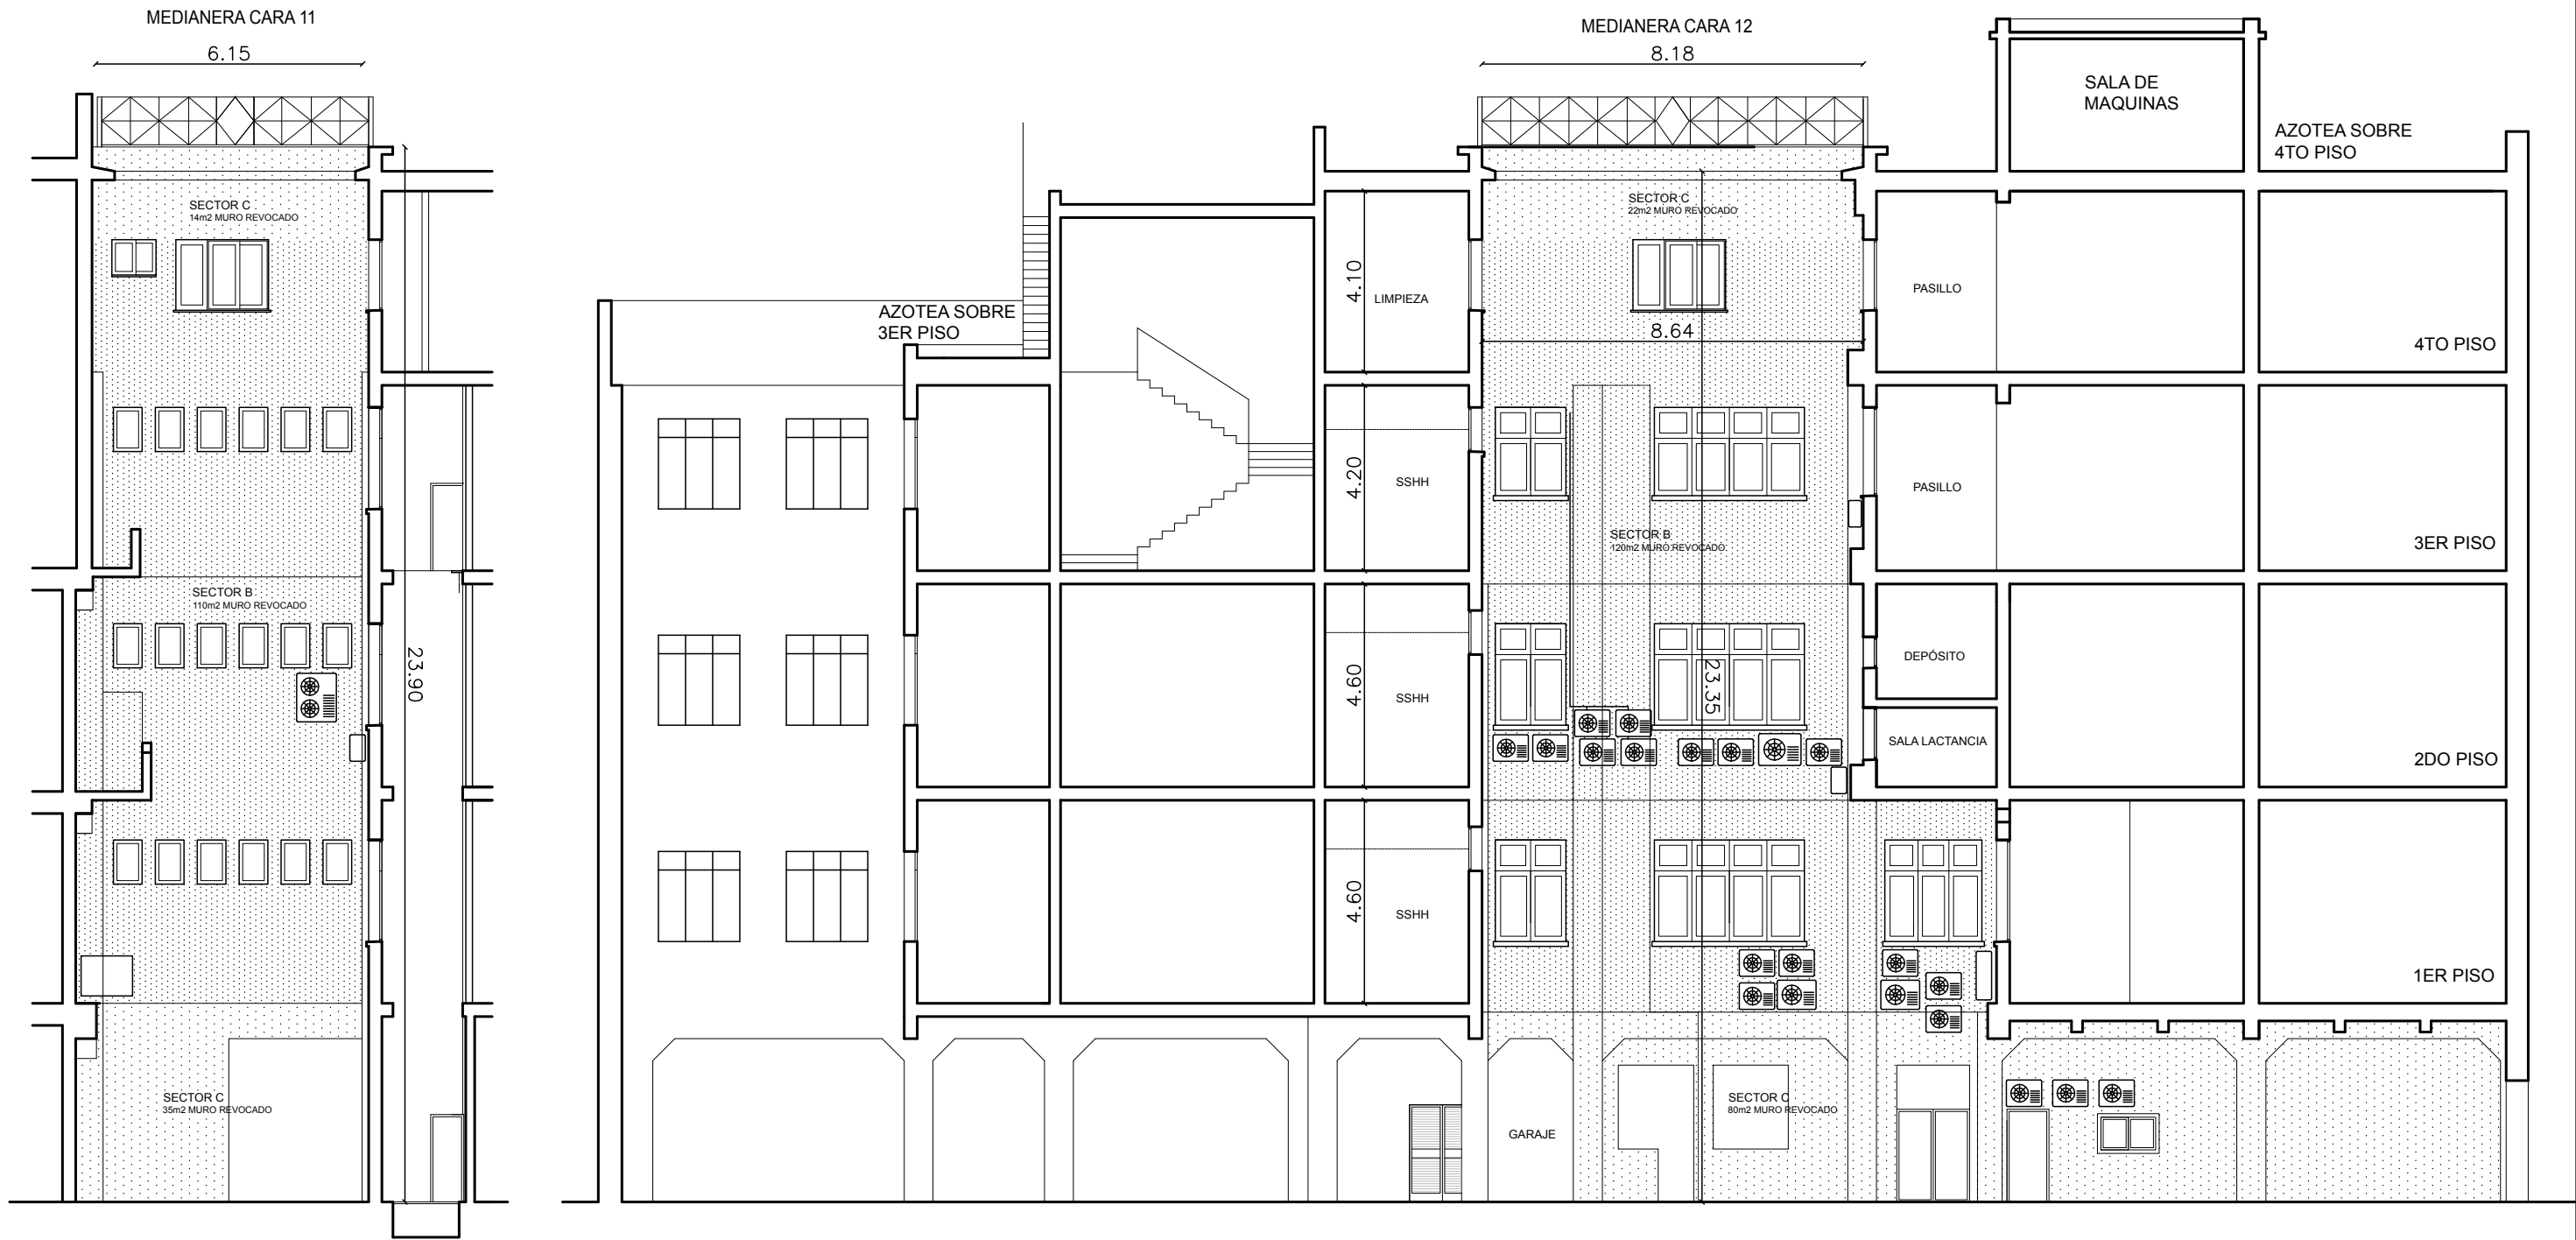 MEDIANERA CARA 11
6.15
SECTOR C
14m2 MURO REVOCADO
SECTOR B
110m2 MURO REVOCADO
23.90
SECTOR C
35m2 MURO REVOCADO
MEDIANERA CARA 12
8.18
SALA DE
MAQUINAS
AZOTEA SOBRE
4TO PISO
AZOTEA SOBRE
3ER PISO
4.10
LIMPIEZA
SECTOR C
22m2 MURO REVOCADO
8.64
PASILLO
4TO PISO
4.20
SSHH
SECTOR B
120m2 MURO REVOCADO
PASILLO
3ER PISO
4.60
SSHH
23.35
DEPÓSITO
SALA LACTANCIA
2DO PISO
4.60
SSHH
1ER PISO
GARAJE
SECTOR C
80m2 MURO REVOCADO